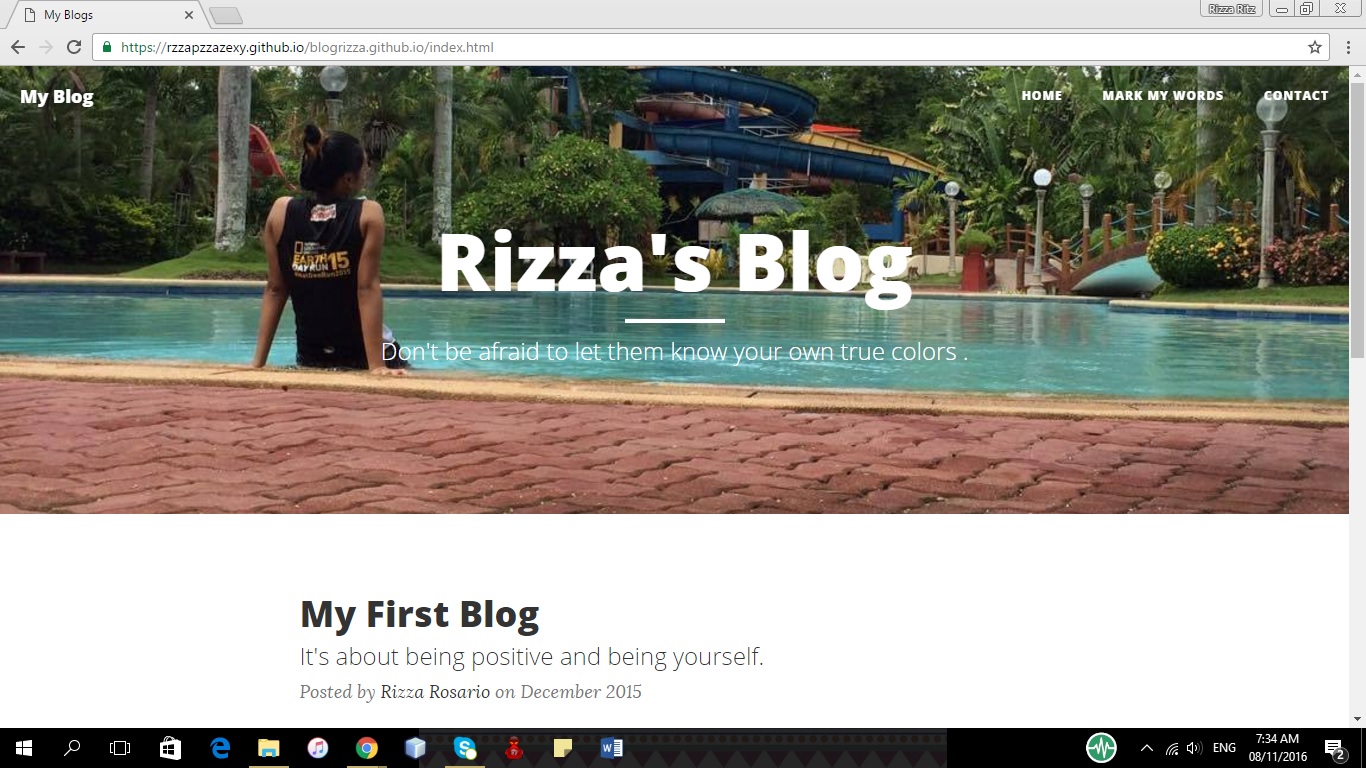 My Blogs
Rizza Ritz
https://rzzapzzazexy.github.io/blogrizza.github.io/index.html
My Blog
HOME
MARK MY WORDS
CONTACT
NATIONAL GEOGRAPHIC
EARTH
DAY RUN 15
Rizza's Blog
Don't be afraid to let them know your own true colors .
My First Blog
It's about being positive and being yourself.
Posted by Rizza Rosario on December 2015
ENG
7:34 AM
08/11/2016
2